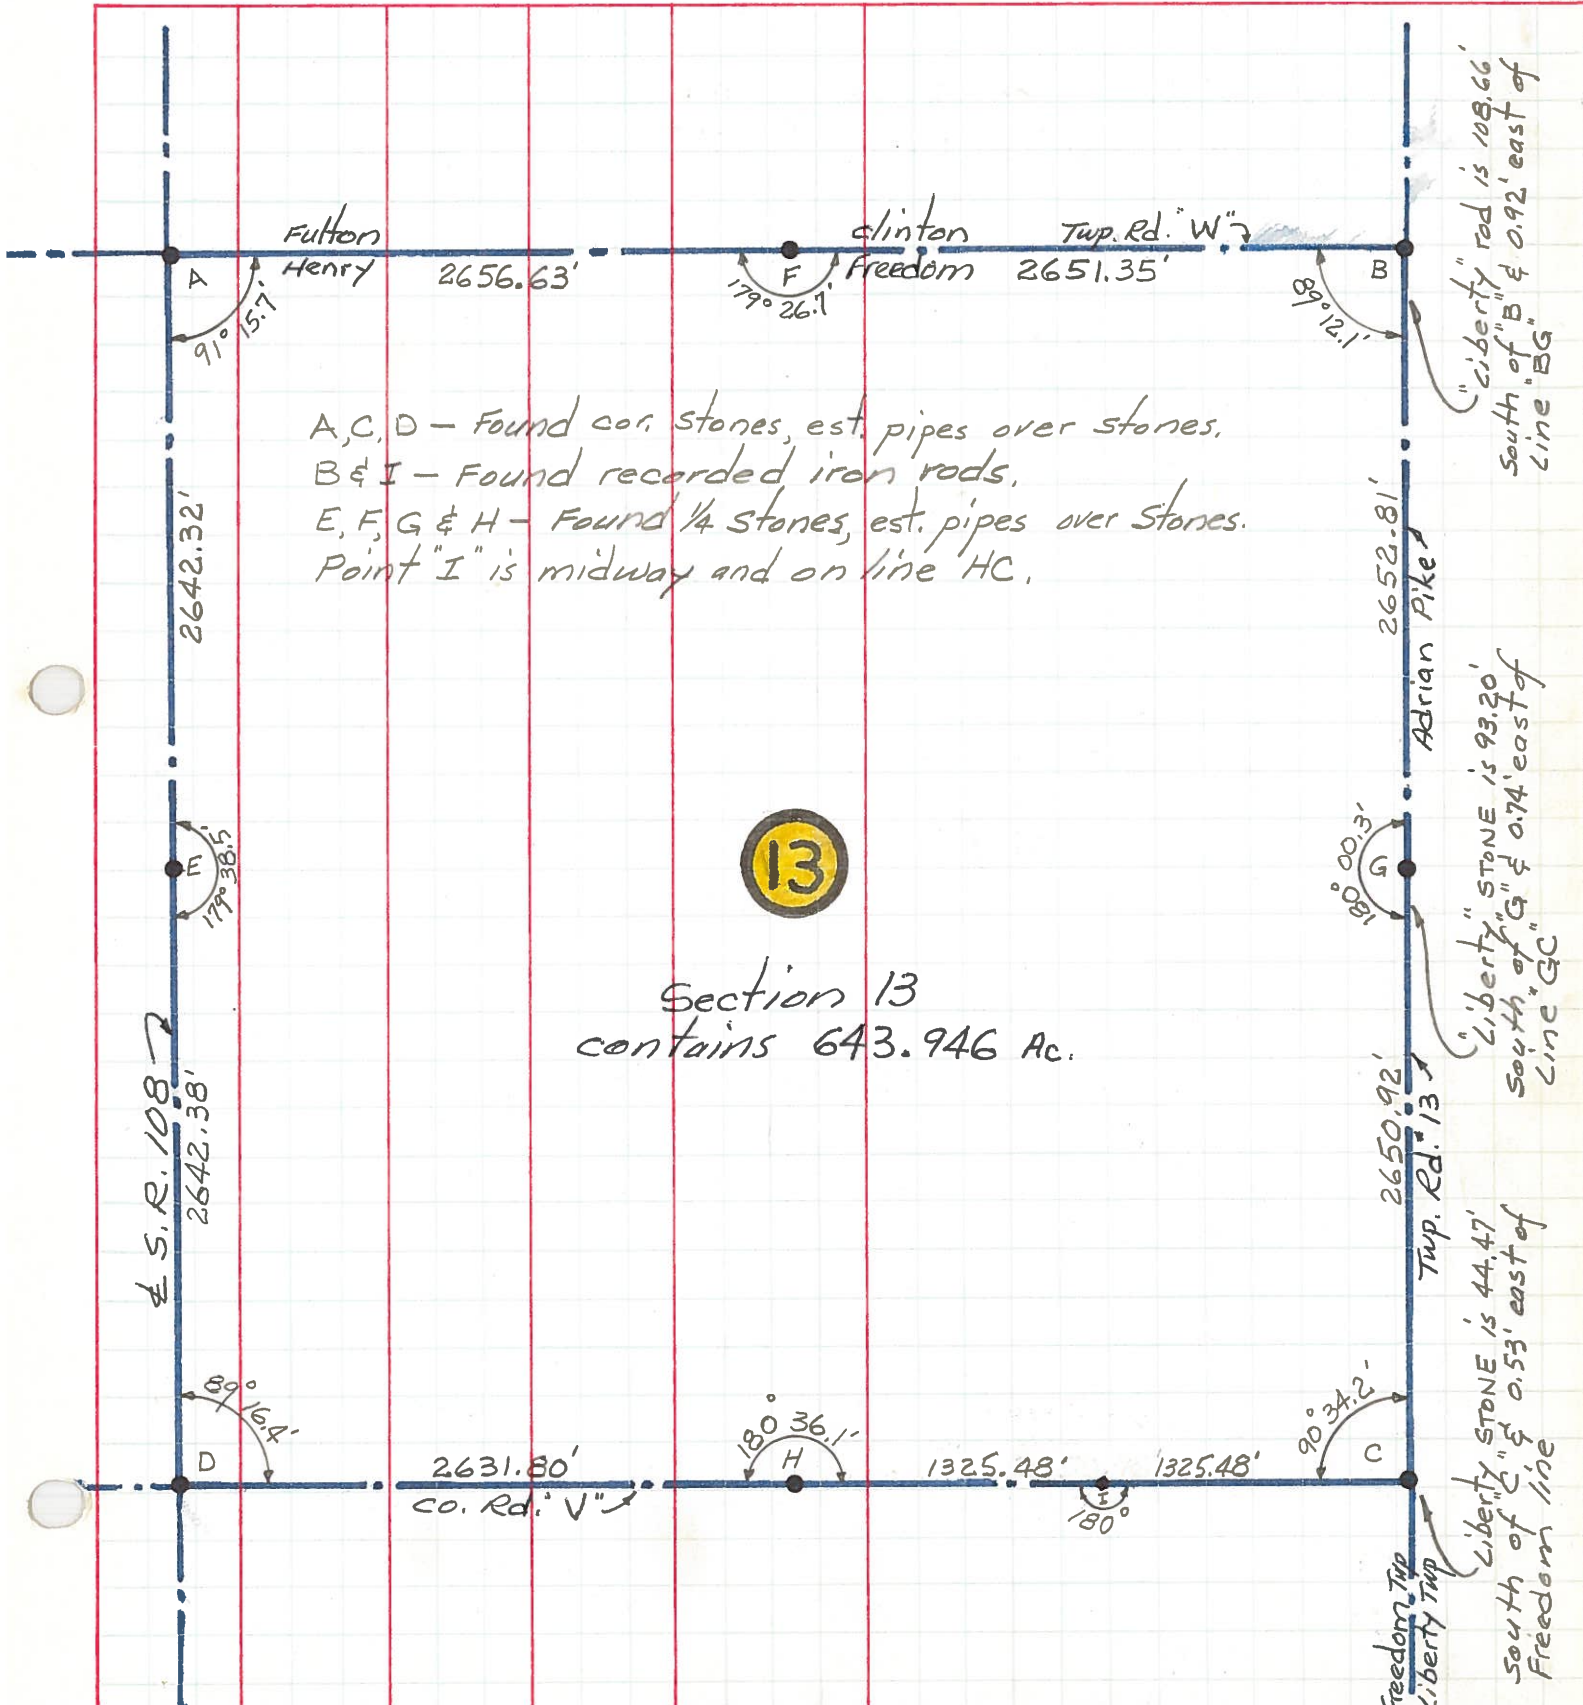 Fulton
Henry
2656.63'
Clinton
Freedom
Twp. Rd. "W"
2651.35'
A
F
B
91° 15.7'
179° 26.7'
89° 12.1'
"Liberty" rod is 108.66'
South of "B" & 0.92' east of
Line "BG"
A, C, D – Found cor. stones, est. pipes over stones.
B & I – Found recorded iron rods.
E, F, G & H – Found 1/4 Stones, est. pipes over Stones.
Point "I" is midway and on line HC.
2642.32'
2652.81'
Adrian Pike
E
179° 38.5'
13
G
180° 00.3'
"Liberty" STONE is 93.20'
South of "G" & 0.74' east of
Line "GC"
Section 13
contains 643.946 Ac.
℄ S.R. 108
2642.38'
2650.92'
Twp. Rd. "13"
89° 16.4'
D
2631.80'
Co. Rd. "V"
180° 36.1'
H
1325.48'
I
180°
1325.48'
90° 34.2'
C
Liberty STONE is 44.47'
South of "C" & 0.53' east of
Freedom line
Freedom Twp
Liberty Twp